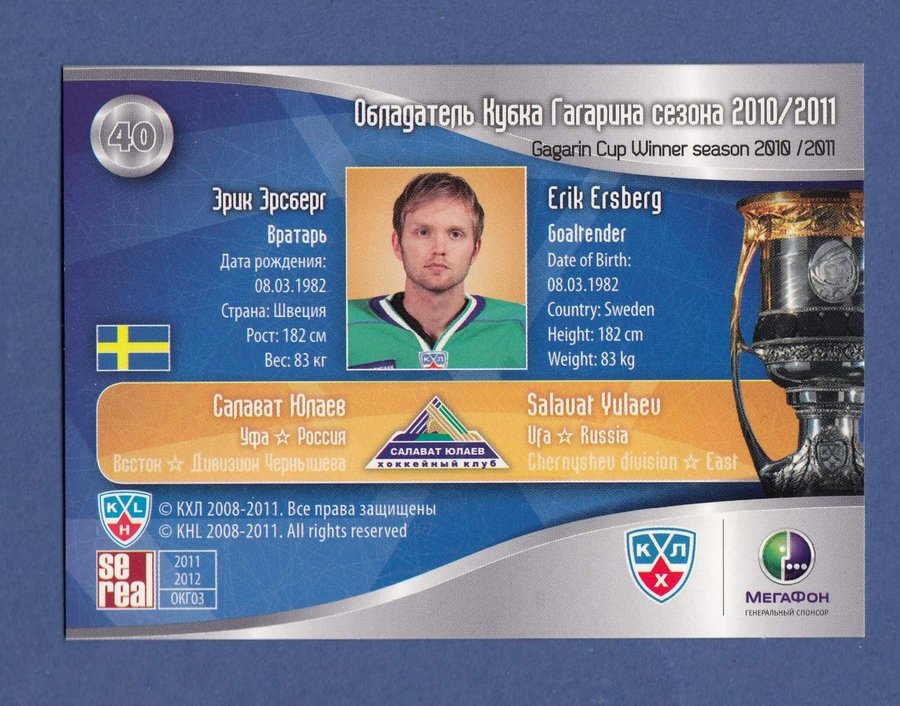 40
Обладатель Кубка Гагарина сезона 2010/2011
Gagarin Cup Winner season 2010 /2011
Эрик Эрсберг
Вратарь
Дата рождения:
08.03.1982
Страна: Швеция
Рост: 182 см
Вес: 83 кг
Erik Ersberg
Goaltender
Date of Birth:
08.03.1982
Country: Sweden
Height: 182 cm
Weight: 83 kg
КХЛ
Салават Юлаев
Уфа ☆ Россия
Восток ☆ Дивизион Чернышева
САЛАВАТ ЮЛАЕВ
ХОККЕЙНЫЙ КЛУБ
Salavat Yulaev
Ufa ☆ Russia
Chernyshev division ☆ East
KHL
© КХЛ 2008-2011. Все права защищены
© KHL 2008-2011. All rights reserved
se
real
2011
2012
ОКГ03
КХЛ
МЕГАФОН
ГЕНЕРАЛЬНЫЙ СПОНСОР